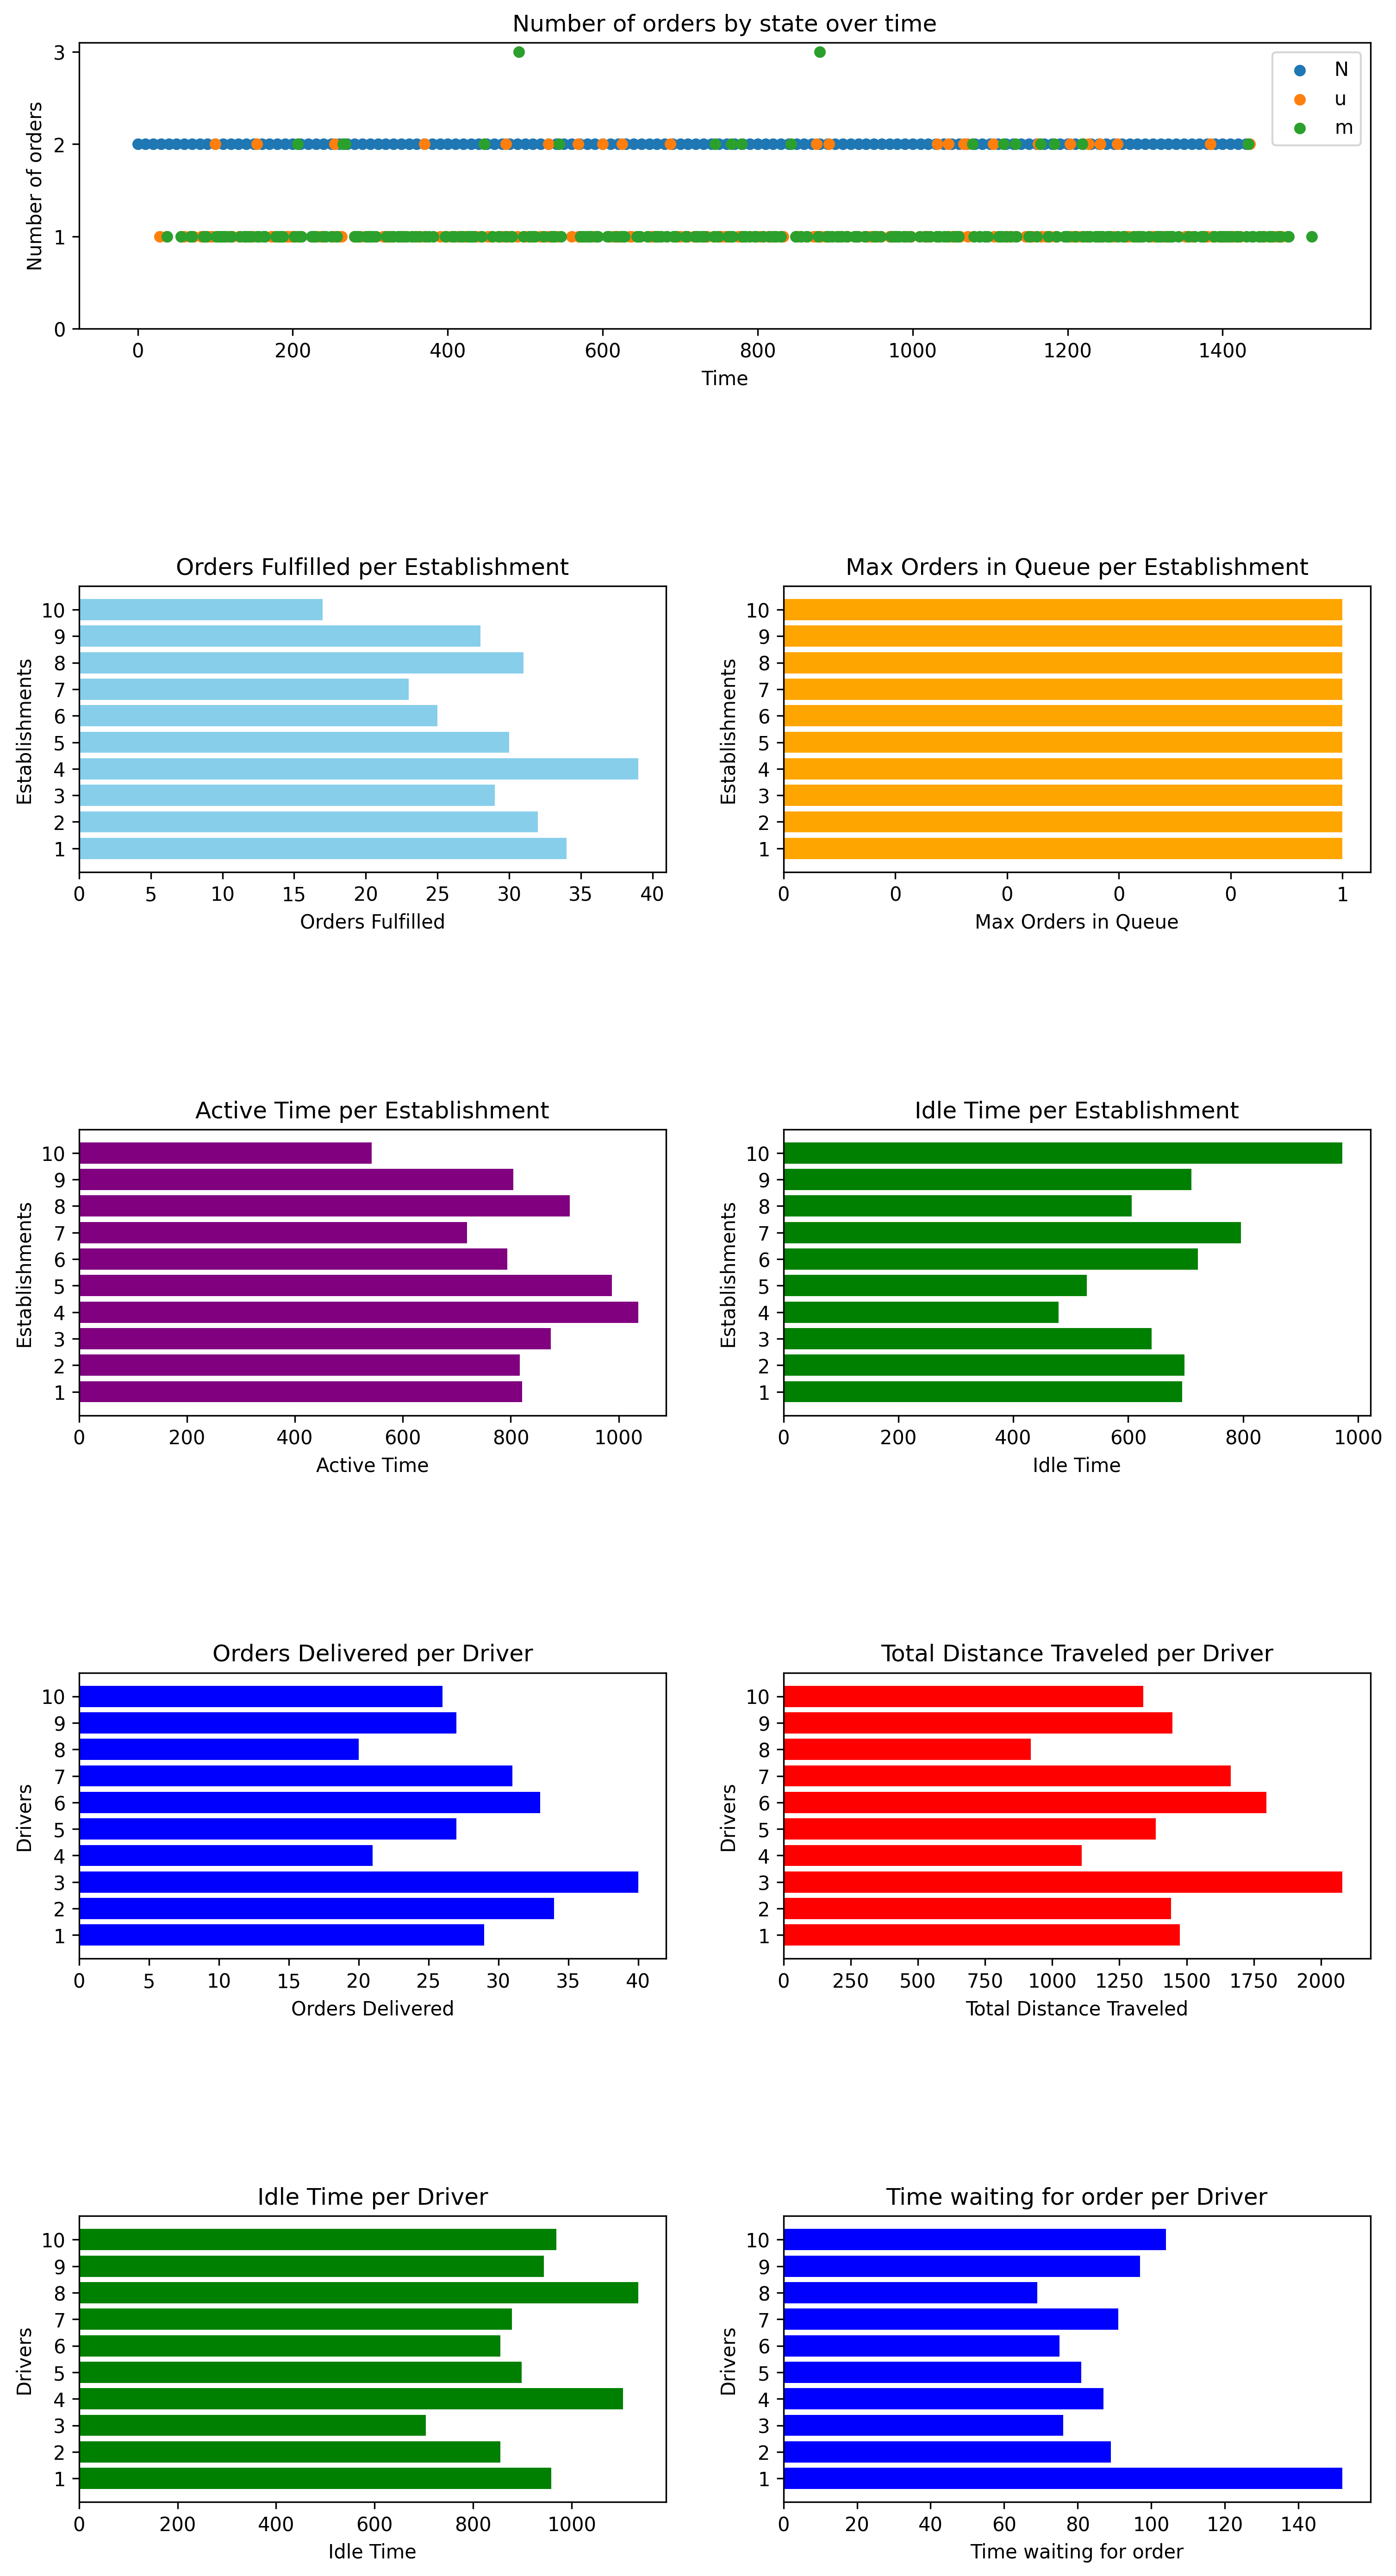 Number of orders by state over time
3
2
1
0
Number of orders
N
u
m
0 200 400 600 800 1000 1200 1400
Time
Orders Fulfilled per Establishment
10
9
8
7
6
5
4
3
2
1
Establishments
0 5 10 15 20 25 30 35 40
Orders Fulfilled
Max Orders in Queue per Establishment
10
9
8
7
6
5
4
3
2
1
Establishments
0 0 0 0 0 1
Max Orders in Queue
Active Time per Establishment
10
9
8
7
6
5
4
3
2
1
Establishments
0 200 400 600 800 1000
Active Time
Idle Time per Establishment
10
9
8
7
6
5
4
3
2
1
Establishments
0 200 400 600 800 1000
Idle Time
Orders Delivered per Driver
10
9
8
7
6
5
4
3
2
1
Drivers
0 5 10 15 20 25 30 35 40
Orders Delivered
Total Distance Traveled per Driver
10
9
8
7
6
5
4
3
2
1
Drivers
0 250 500 750 1000 1250 1500 1750 2000
Total Distance Traveled
Idle Time per Driver
10
9
8
7
6
5
4
3
2
1
Drivers
0 200 400 600 800 1000
Idle Time
Time waiting for order per Driver
10
9
8
7
6
5
4
3
2
1
Drivers
0 20 40 60 80 100 120 140
Time waiting for order